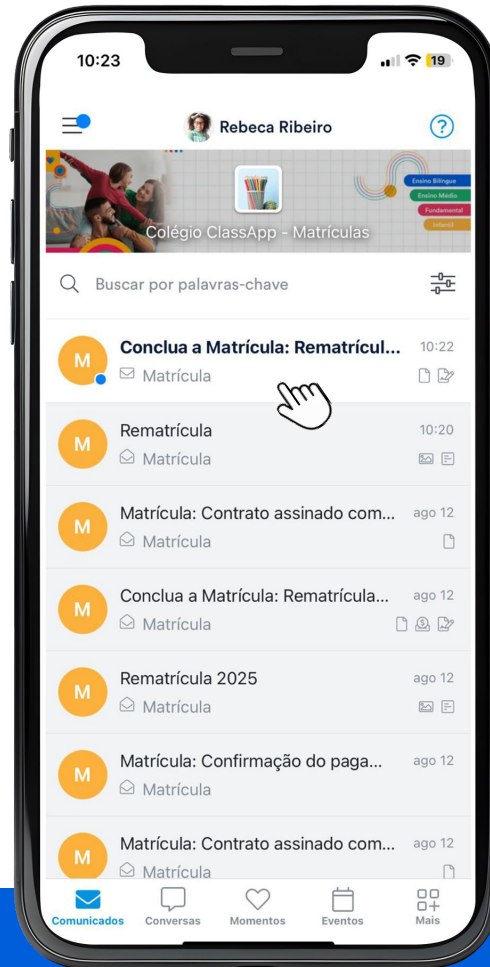 10:23
19
Rebeca Ribeiro
?
Ensino Bilíngue
Ensino Médio
Fundamental
Infantil
Colégio ClassApp - Matrículas
Buscar por palavras-chave
M
Conclua a Matrícula: Rematrícul... 10:22
Matrícula
M
Rematrícula 10:20
Matrícula
M
Matrícula: Contrato assinado com... ago 12
Matrícula
M
Conclua a Matrícula: Rematrícula... ago 12
Matrícula
M
Rematrícula 2025 ago 12
Matrícula
M
Matrícula: Confirmação do paga... ago 12
Matrícula
M
Matrícula: Contrato assinado com... ago 12
Matrícula
Comunicados Conversas Momentos Eventos Mais